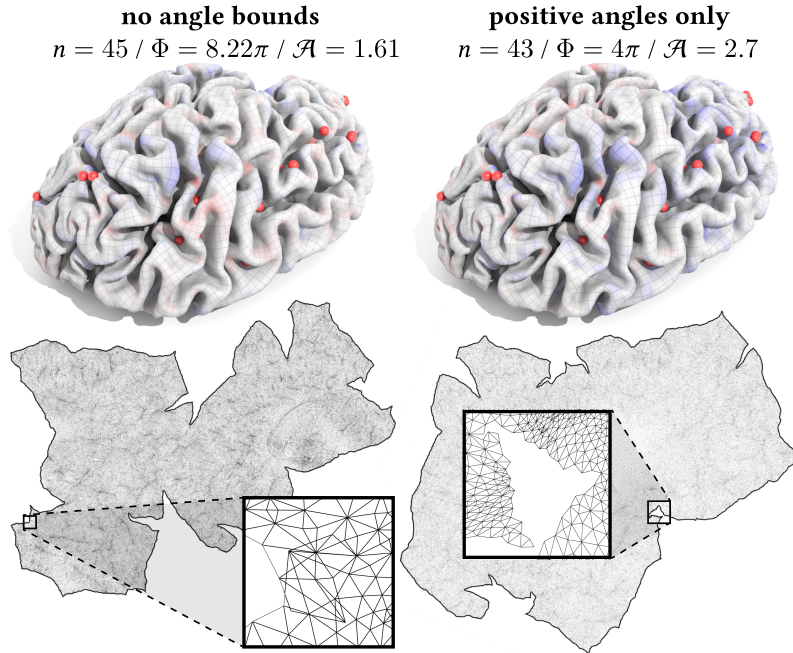 no angle bounds
n = 45 / Φ = 8.22π / 𝒜 = 1.61
positive angles only
n = 43 / Φ = 4π / 𝒜 = 2.7